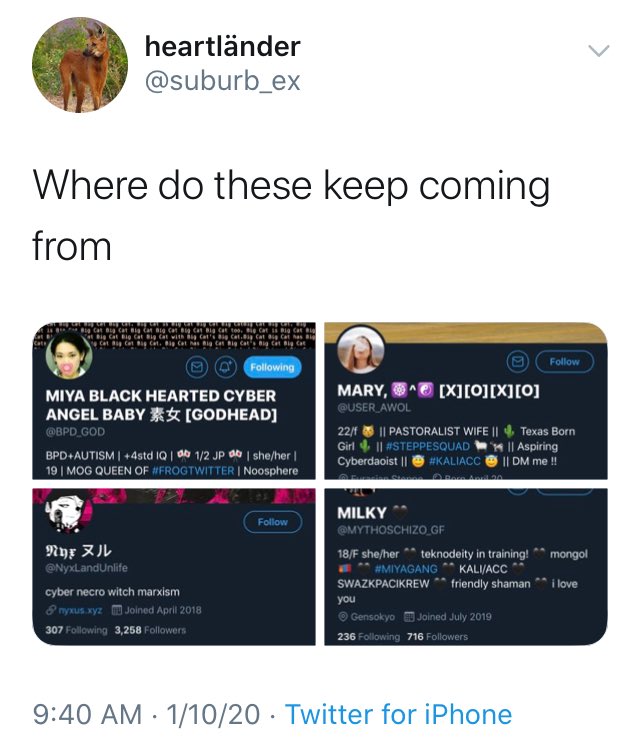 heartländer
@suburb_ex
Where do these keep coming
from
Following
MIYA BLACK HEARTED CYBER
ANGEL BABY 素女 [GODHEAD]
@BPD_GOD
BPD+AUTISM | +4std IQ | 🎌 1/2 JP 🎌 | she/her |
19 | MOG QUEEN OF #FROGTWITTER | Noosphere
Follow
MARY, ☸^☯ [X][O][X][O]
@USER_AWOL
22/f 😼 || PASTORALIST WIFE || 🌵 Texas Born
Girl 🌵 || #STEPPESQUAD 🐑 🐕 || Aspiring
Cyberdaoist || 😇 #KALIACC 😇 || DM me !!
Follow
𝕹𝖞𝖝 ヌル
@NyxLandUnlife
cyber necro witch marxism
nyxus.xyz Joined April 2018
307 Following 3,258 Followers
MILKY
@MYTHOSCHIZO_GF
18/F she/her teknodeity in training! mongol
🇲🇳 #MIYAGANG KALI/ACC
SWAZKPACIKREW friendly shaman i love
you
Gensokyo Joined July 2019
236 Following 716 Followers
9:40 AM · 1/10/20 · Twitter for iPhone